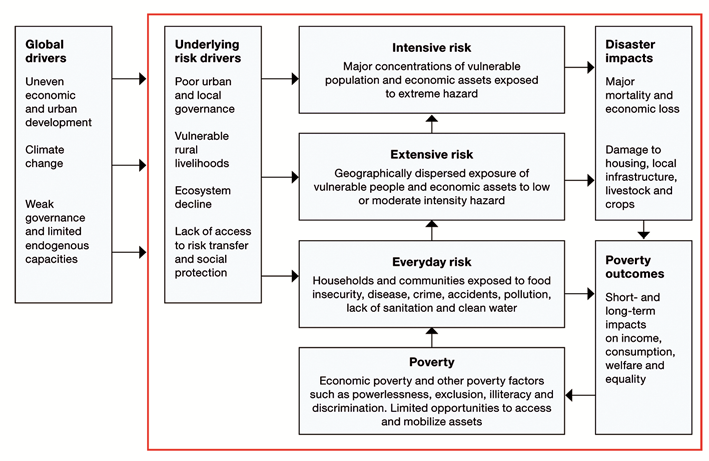 Global
drivers
Uneven
economic
and urban
development
Climate
change
Weak
governance
and limited
endogenous
capacities
Underlying
risk drivers
Poor urban
and local
governance
Vulnerable
rural
livelihoods
Ecosystem
decline
Lack of access
to risk transfer
and social
protection
Intensive risk
Major concentrations of vulnerable
population and economic assets exposed
to extreme hazard
Extensive risk
Geographically dispersed exposure of
vulnerable people and economic assets to low
or moderate intensity hazard
Everyday risk
Households and communities exposed to food
insecurity, disease, crime, accidents, pollution,
lack of sanitation and clean water
Poverty
Economic poverty and other poverty factors
such as powerlessness, exclusion, illiteracy and
discrimination. Limited opportunities to access
and mobilize assets
Disaster
impacts
Major
mortality and
economic loss
Damage to
housing, local
infrastructure,
livestock and
crops
Poverty
outcomes
Short- and
long-term
impacts
on income,
consumption,
welfare and
equality